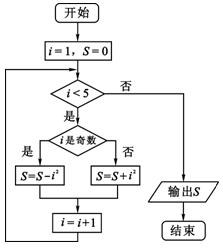 开始
i=1，S=0
i<5
否
是
i是奇数
是
否
S=S-i²
S=S+i²
输出S
i=i+1
结束